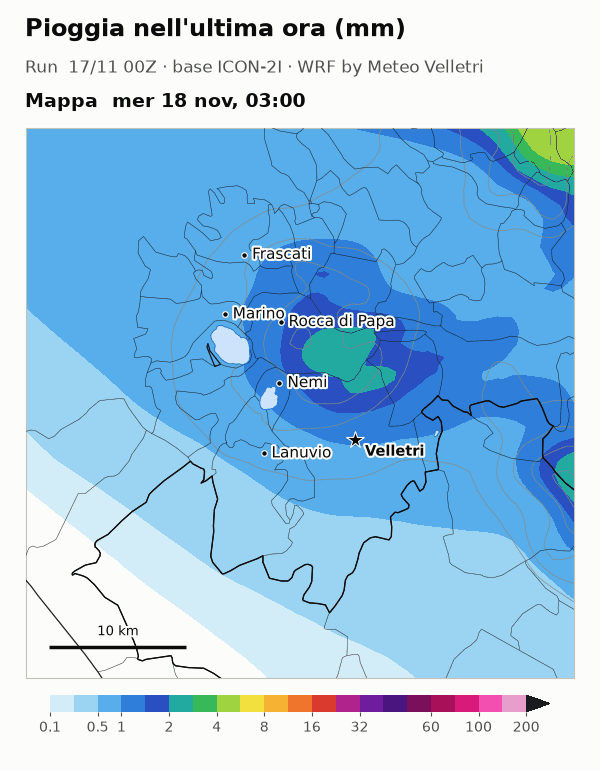 Pioggia nell'ultima ora (mm)
Run  17/11 00Z · base ICON-2I · WRF by Meteo Velletri
Mappa  mer 18 nov, 03:00
Frascati
Marino
Rocca di Papa
Nemi
Velletri
Lanuvio
10 km
0.1 0.5 1 2 4 8 16 32 60 100 200